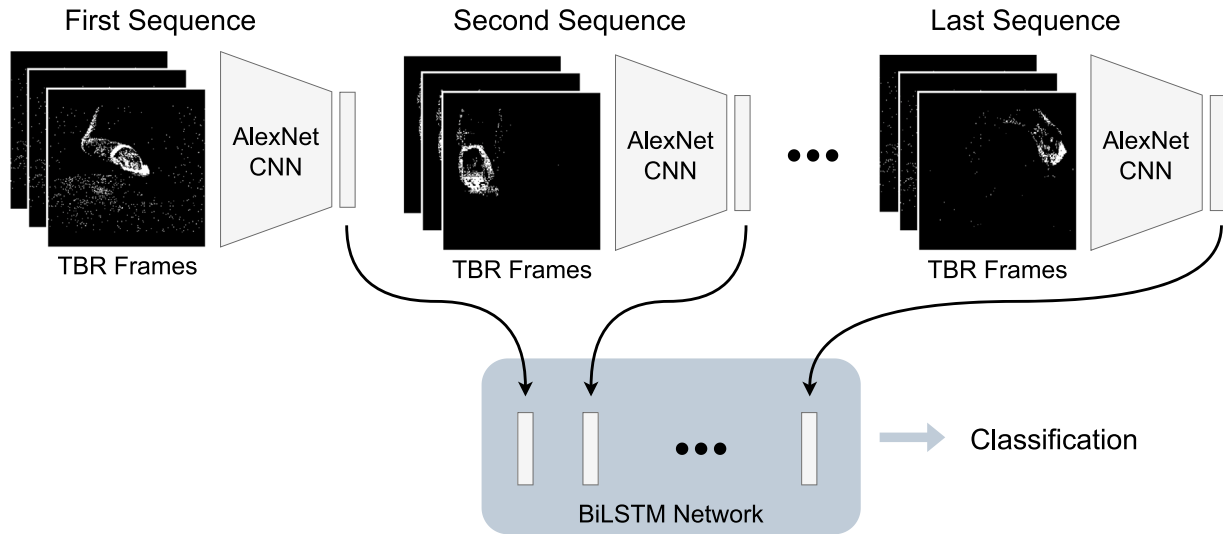 First Sequence
Second Sequence
Last Sequence
AlexNet
CNN
AlexNet
CNN
AlexNet
CNN
TBR Frames
TBR Frames
TBR Frames
Classification
BiLSTM Network